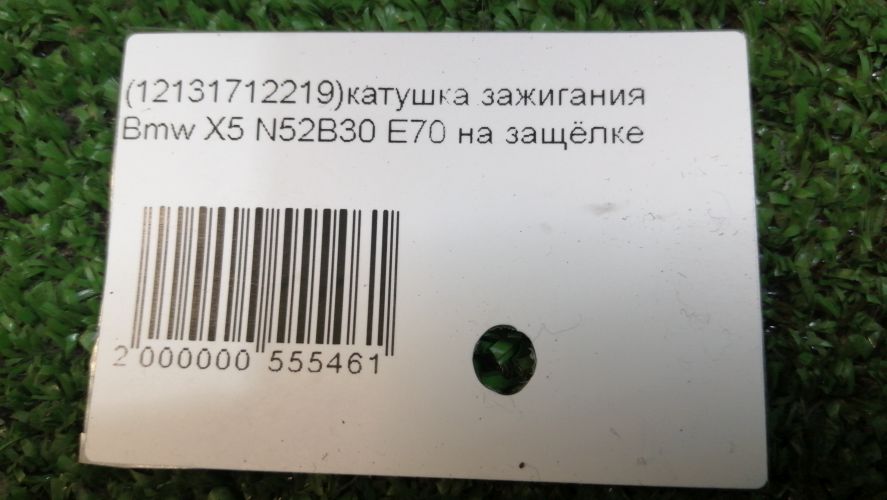 (12131712219)катушка зажигания
Bmw X5 N52B30 E70 на защёлке
2 000000 555461